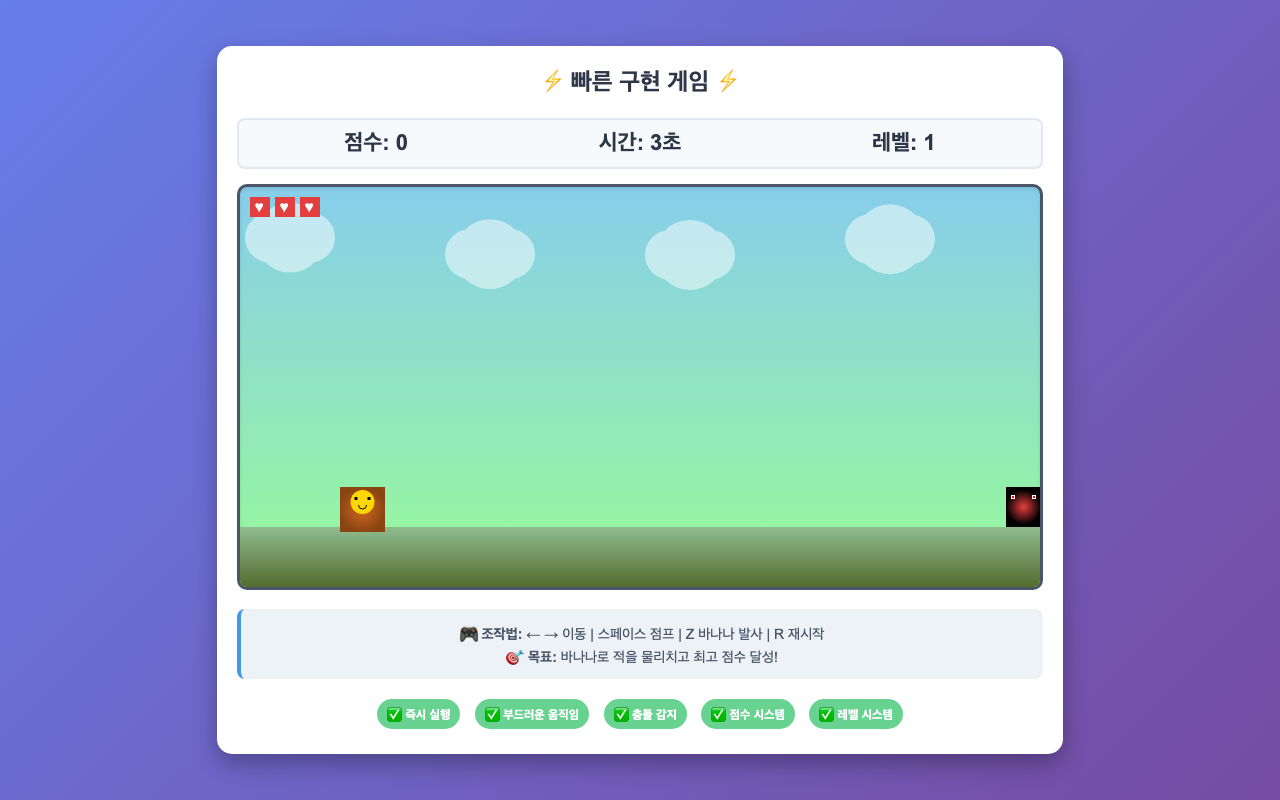 ⚡ 빠른 구현 게임 ⚡
점수: 0 시간: 3초 레벨: 1
♥ ♥ ♥
🎮 조작법: ← → 이동 | 스페이스 점프 | Z 바나나 발사 | R 재시작
🎯 목표: 바나나로 적을 물리치고 최고 점수 달성!
✅ 즉시 실행 ✅ 부드러운 움직임 ✅ 충돌 감지 ✅ 점수 시스템 ✅ 레벨 시스템